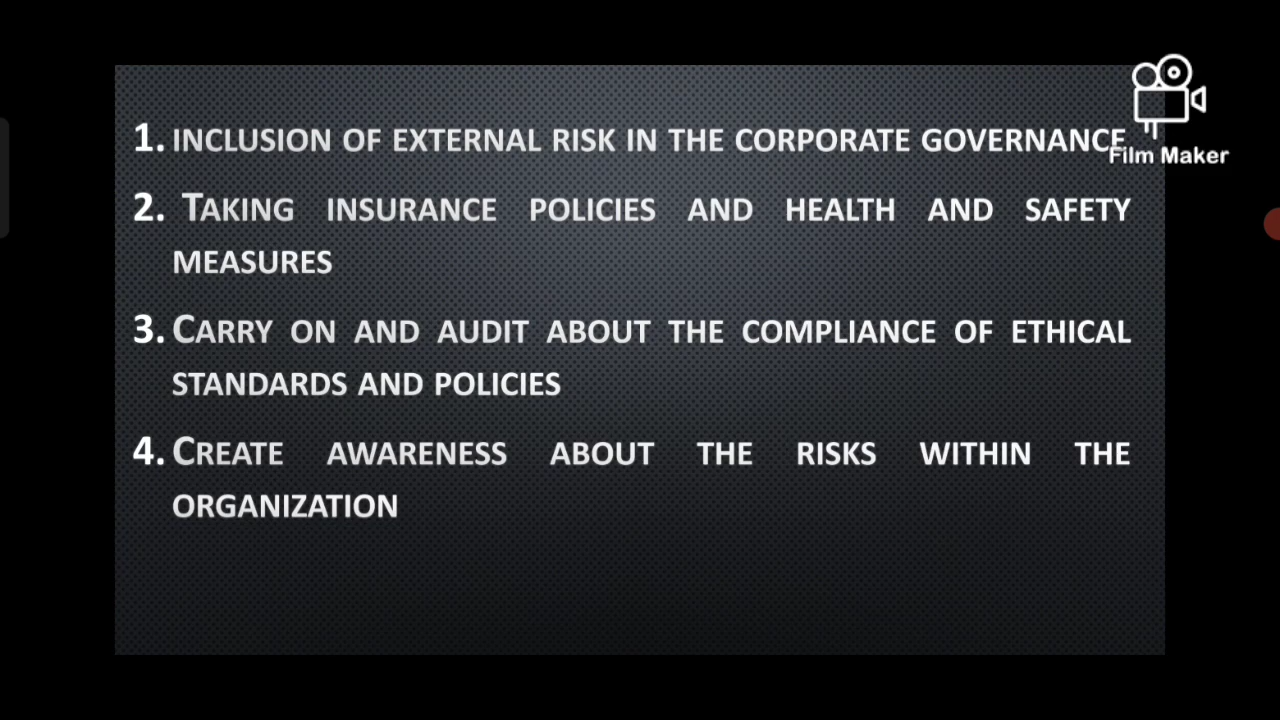 1. INCLUSION OF EXTERNAL RISK IN THE CORPORATE GOVERNANCE
Film Maker
2. TAKING INSURANCE POLICIES AND HEALTH AND SAFETY
MEASURES
3. CARRY ON AND AUDIT ABOUT THE COMPLIANCE OF ETHICAL
STANDARDS AND POLICIES
4. CREATE AWARENESS ABOUT THE RISKS WITHIN THE
ORGANIZATION